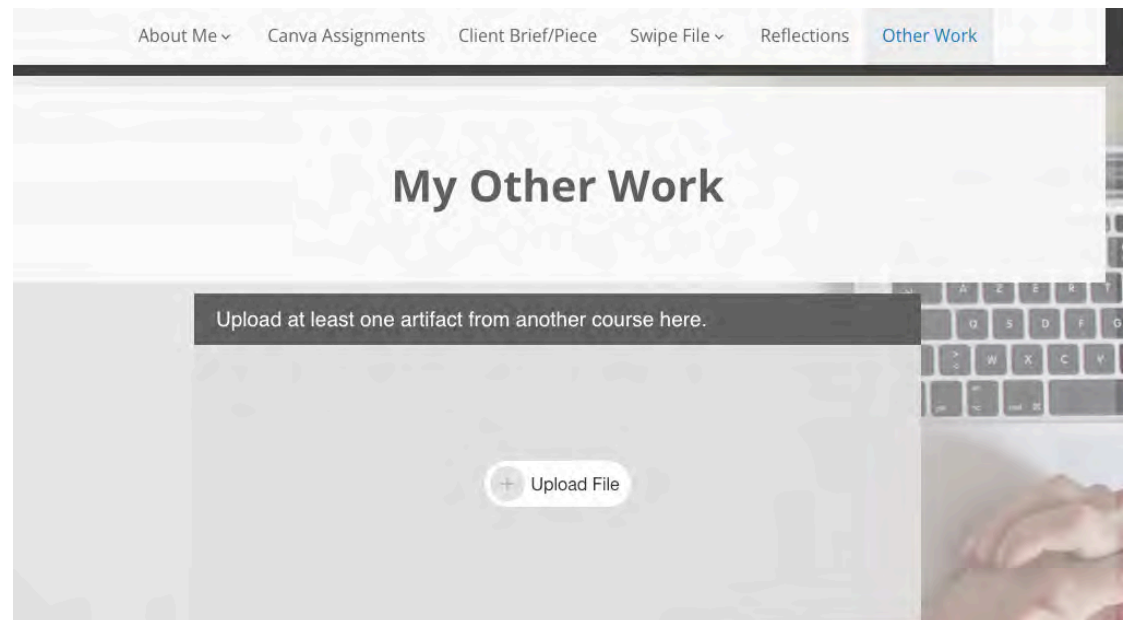 About Me Canva Assignments Client Brief/Piece Swipe File Reflections Other Work
My Other Work
Upload at least one artifact from another course here.
A Z E R T
Q S D F G
W X C V
+ Upload File